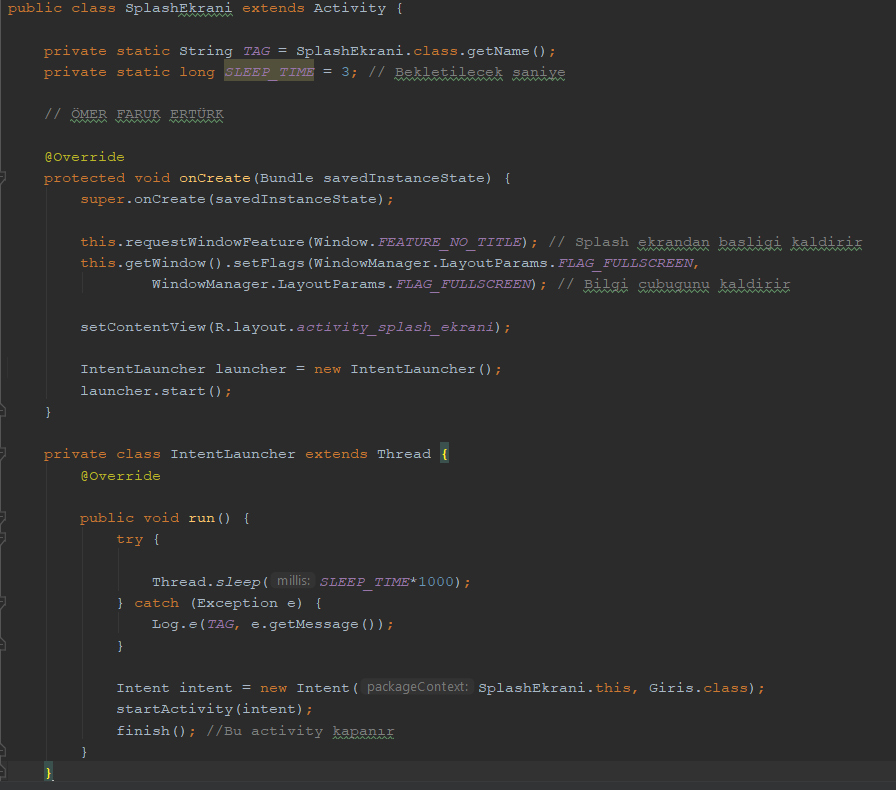 public class SplashEkrani extends Activity {
private static String TAG = SplashEkrani.class.getName();
private static long SLEEP_TIME = 3; // Bekletilecek saniye
// ÖMER FARUK ERTÜRK
@Override
protected void onCreate(Bundle savedInstanceState) {
super.onCreate(savedInstanceState);
this.requestWindowFeature(Window.FEATURE_NO_TITLE); // Splash ekrandan basligi kaldirir
this.getWindow().setFlags(WindowManager.LayoutParams.FLAG_FULLSCREEN,
WindowManager.LayoutParams.FLAG_FULLSCREEN); // Bilgi cubugunu kaldirir
setContentView(R.layout.activity_splash_ekrani);
IntentLauncher launcher = new IntentLauncher();
launcher.start();
}
private class IntentLauncher extends Thread {
@Override
public void run() {
try {
Thread.sleep( millis: SLEEP_TIME*1000);
} catch (Exception e) {
Log.e(TAG, e.getMessage());
}
Intent intent = new Intent( packageContext: SplashEkrani.this, Giris.class);
startActivity(intent);
finish(); //Bu activity kapanır
}
}